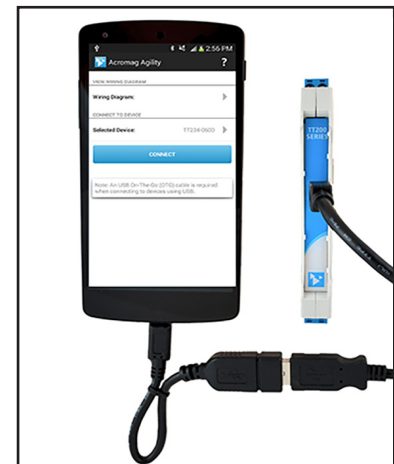 2:56 PM
Acromag Agility
?
VIEW WIRING DIAGRAM
Wiring Diagram:
CONNECT TO DEVICE
Selected Device: TT234-0600
CONNECT
Note: An USB On-The-Go (OTG) cable is required
when connecting to devices using USB.
TT200
SERIES